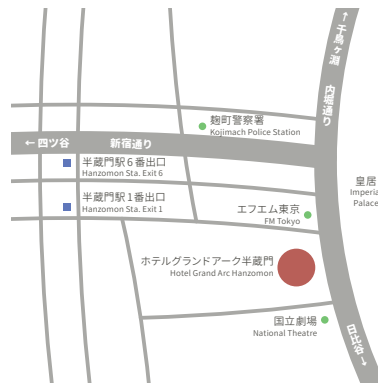 ↑千鳥ヶ淵
内堀通り
麹町警察署
Kojimach Police Station
← 四ツ谷
新宿通り
半蔵門駅6番出口
Hanzomon Sta. Exit 6
皇居
Imperia
Palace
半蔵門駅1番出口
Hanzomon Sta. Exit 1
エフエム東京
FM Tokyo
ホテルグランドアーク半蔵門
Hotel Grand Arc Hanzomon
国立劇場
National Theatre
日比谷→